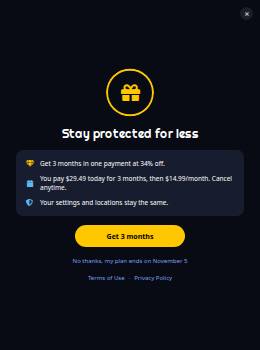 Stay protected for less
Get 3 months in one payment at 34% off.
You pay $29.49 today for 3 months, then $14.99/month. Cancel
anytime.
Your settings and locations stay the same.
Get 3 months
No thanks, my plan ends on November 5
Terms of Use · Privacy Policy